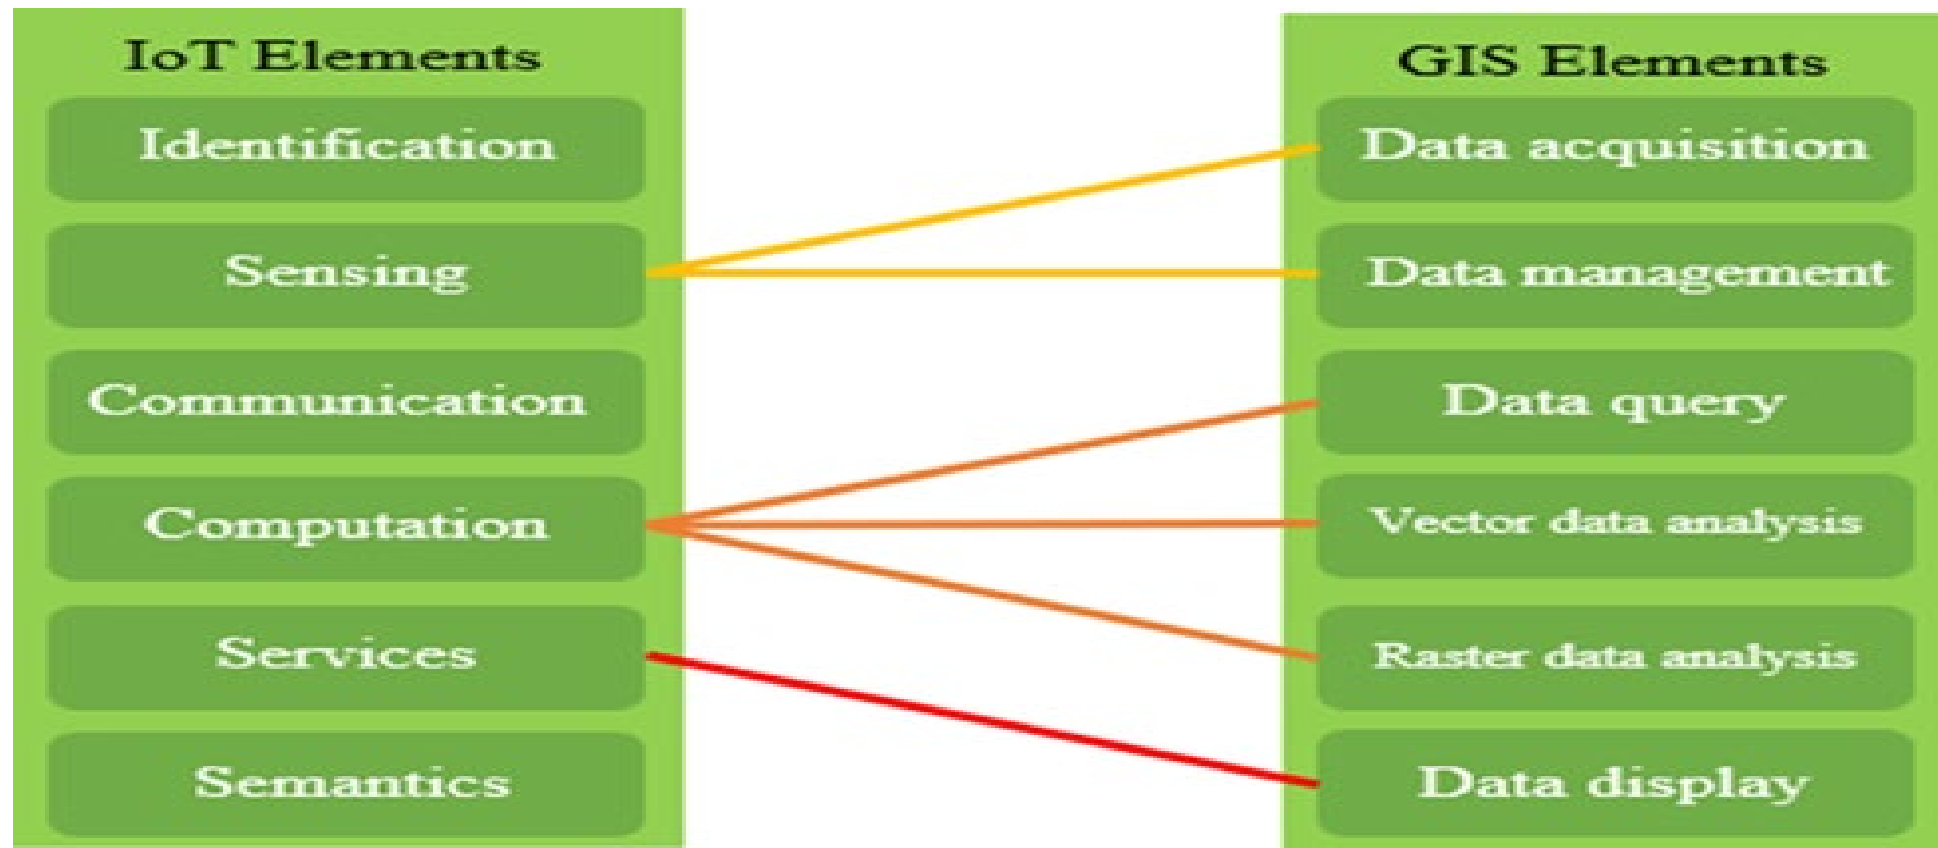 IoT Elements
Identification
Sensing
Communication
Computation
Services
Semantics
GIS Elements
Data acquisition
Data management
Data query
Vector data analysis
Raster data analysis
Data display